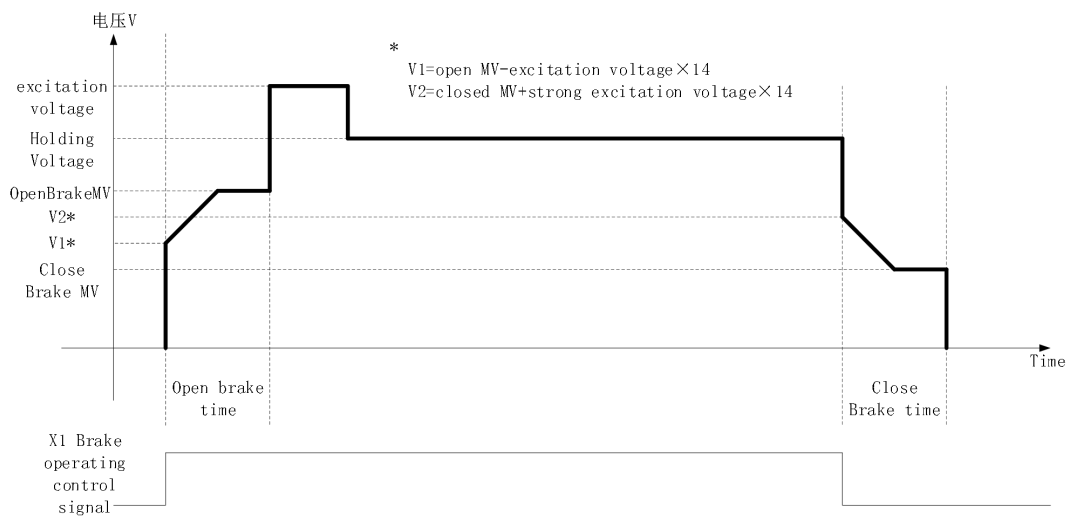 电压V
*
V1=open MV-excitation voltage×14
V2=closed MV+strong excitation voltage×14
excitation
voltage
Holding
Voltage
OpenBrakeMV
V2*
V1*
Close
Brake MV
Time
Open brake
time
Close
Brake time
X1 Brake
operating
control
signal